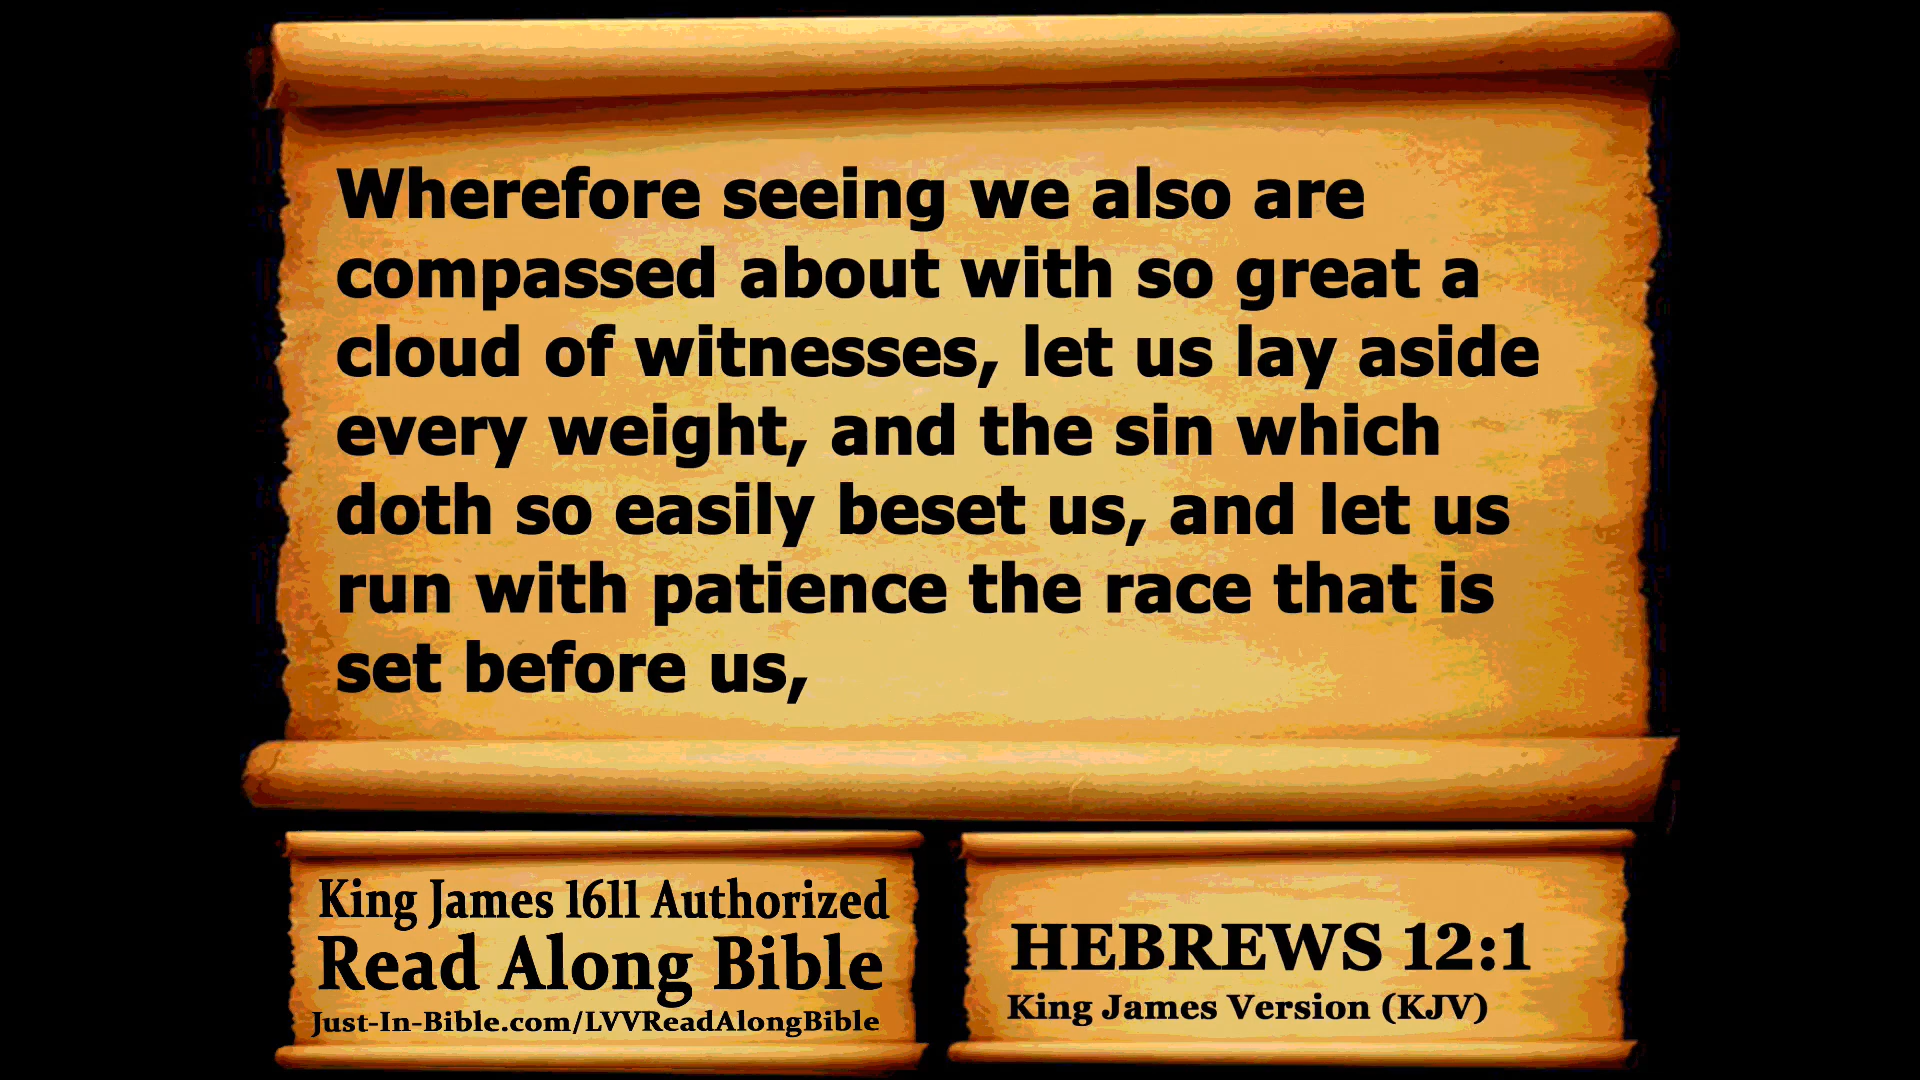 Wherefore seeing we also are
compassed about with so great a
cloud of witnesses, let us lay aside
every weight, and the sin which
doth so easily beset us, and let us
run with patience the race that is
set before us,
King James 1611 Authorized
Read Along Bible
Just-In-Bible.com/LVVReadAlongBible
HEBREWS 12:1
King James Version (KJV)